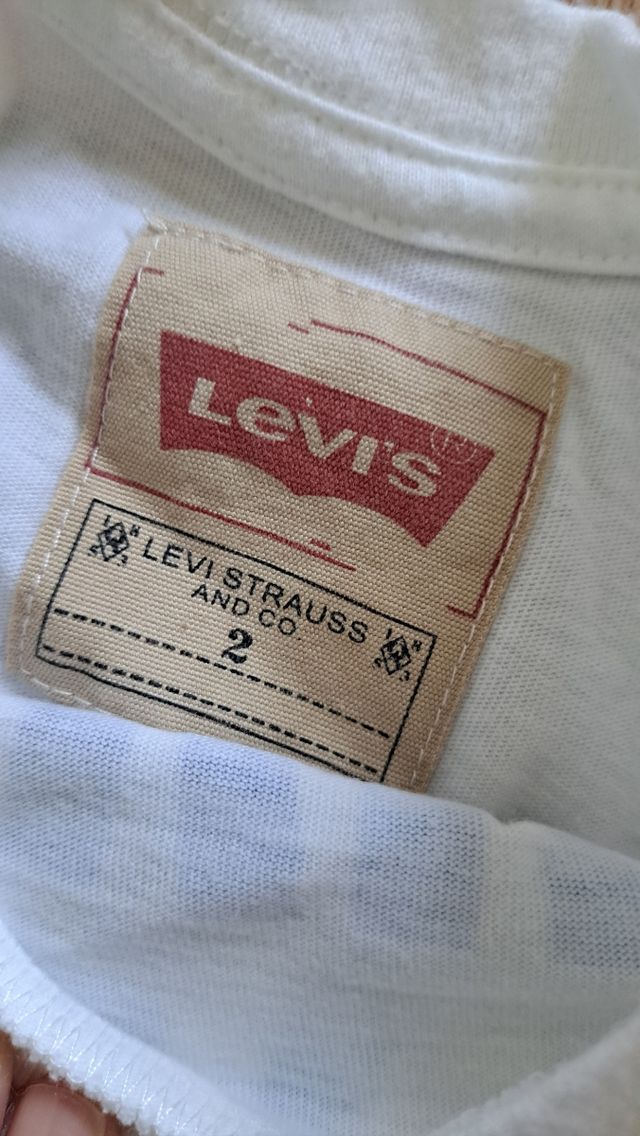 LeVI'S ®
LEVI STRAUSS
AND CO.
2